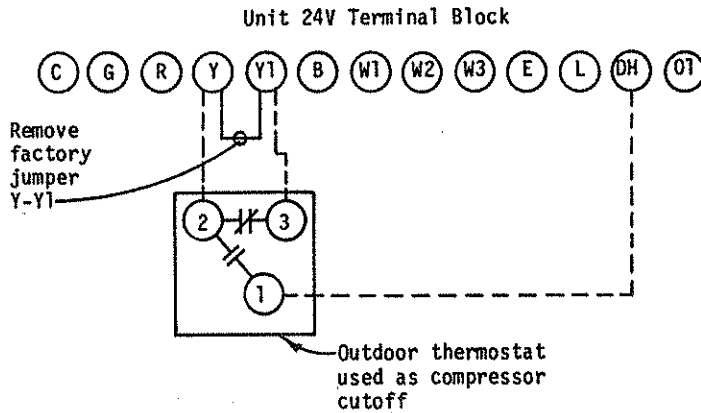 Unit 24V Terminal Block
C G R Y Y1 B W1 W2 W3 E L DH O1
Remove
factory
jumper
Y-Y1
2 3
1
Outdoor thermostat
used as compressor
cutoff